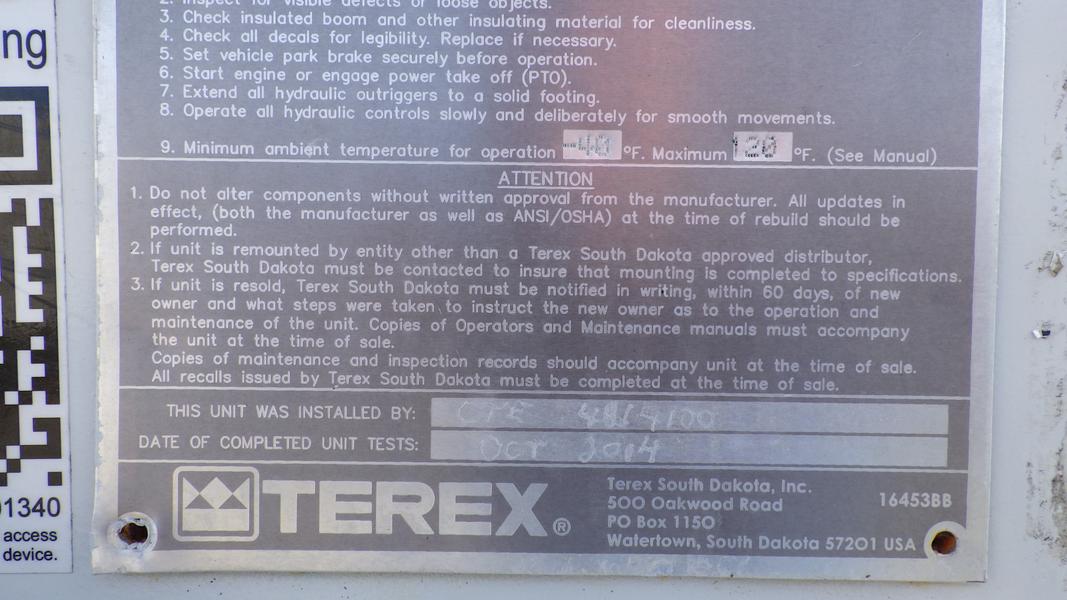 ng
2. Inspect for visible defects or loose objects.
3. Check insulated boom and other insulating material for cleanliness.
4. Check all decals for legibility. Replace if necessary.
5. Set vehicle park brake securely before operation.
6. Start engine or engage power take off (PTO).
7. Extend all hydraulic outriggers to a solid footing.
8. Operate all hydraulic controls slowly and deliberately for smooth movements.
9. Minimum ambient temperature for operation -40 °F. Maximum 120 °F. (See Manual)
ATTENTION
1. Do not alter components without written approval from the manufacturer. All updates in
effect, (both the manufacturer as well as ANSI/OSHA) at the time of rebuild should be
performed.
2. If unit is remounted by entity other than a Terex South Dakota approved distributor,
Terex South Dakota must be contacted to insure that mounting is completed to specifications.
3. If unit is resold, Terex South Dakota must be notified in writing, within 60 days, of new
owner and what steps were taken to instruct the new owner as to the operation and
maintenance of the unit. Copies of Operators and Maintenance manuals must accompany
the unit at the time of sale.
Copies of maintenance and inspection records should accompany unit at the time of sale.
All recalls issued by Terex South Dakota must be completed at the time of sale.
THIS UNIT WAS INSTALLED BY: CTE
DATE OF COMPLETED UNIT TESTS: OCT 2014
TEREX®
Terex South Dakota, Inc.
500 Oakwood Road
PO Box 1150
Watertown, South Dakota 57201 USA
16453BB
01340
access
device.